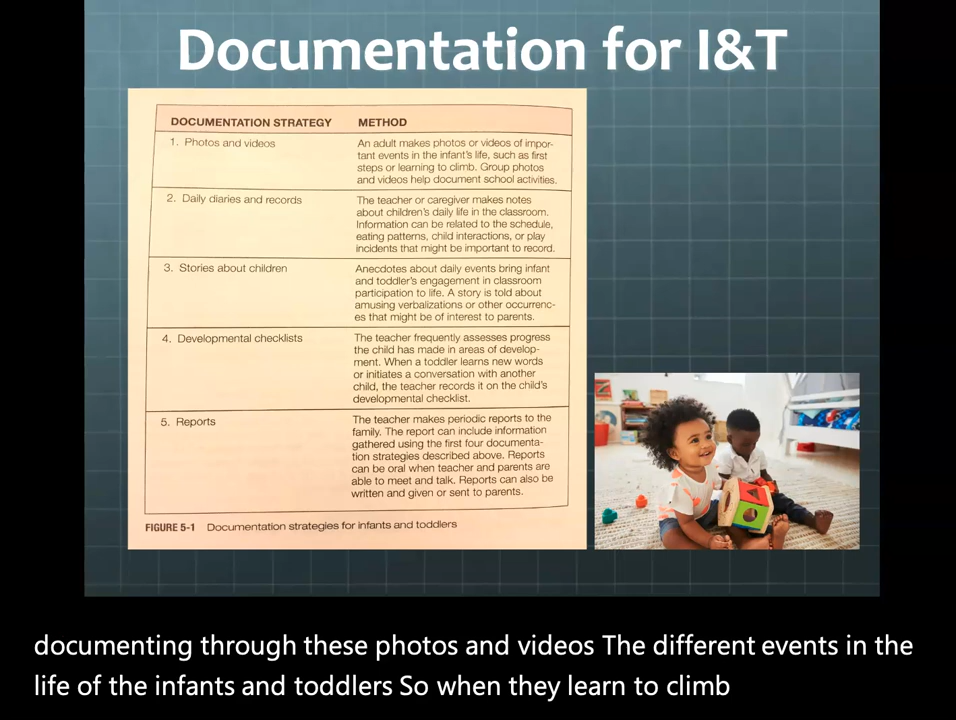 Documentation for I&T
DOCUMENTATION STRATEGY METHOD
1. Photos and videos
An adult makes photos or videos of impor-
tant events in the infant's life, such as first
steps or learning to climb. Group photos
and videos help document school activities.
2. Daily diaries and records
The teacher or caregiver makes notes
about children's daily life in the classroom.
Information can be related to the schedule,
eating patterns, child interactions, or play
incidents that might be important to record.
3. Stories about children
Anecdotes about daily events bring infant
and toddler's engagement in classroom
participation to life. A story is told about
amusing verbalizations or other occurrenc-
es that might be of interest to parents.
4. Developmental checklists
The teacher frequently assesses progress
the child has made in areas of develop-
ment. When a toddler learns new words
or initiates a conversation with another
child, the teacher records it on the child's
developmental checklist.
5. Reports
The teacher makes periodic reports to the
family. The report can include information
gathered using the first four documenta-
tion strategies described above. Reports
can be oral when teacher and parents are
able to meet and talk. Reports can also be
written and given or sent to parents.
FIGURE 5-1 Documentation strategies for infants and toddlers
documenting through these photos and videos The different events in the
life of the infants and toddlers So when they learn to climb